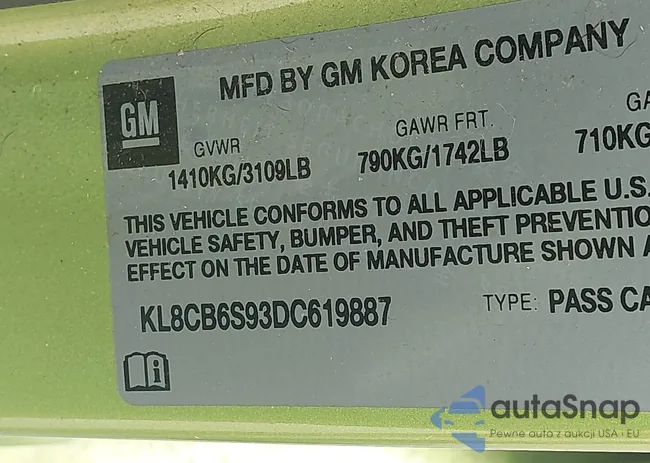 MFD BY GM KOREA COMPANY
GM
GVWR
GAWR FRT.
GA
1410KG/3109LB
790KG/1742LB
710KG
THIS VEHICLE CONFORMS TO ALL APPLICABLE U.S.
VEHICLE SAFETY, BUMPER, AND THEFT PREVENTIO
EFFECT ON THE DATE OF MANUFACTURE SHOWN A
KL8CB6S93DC619887
TYPE: PASS CA
i
autaSnap
Pewne auta z aukcji USA i EU